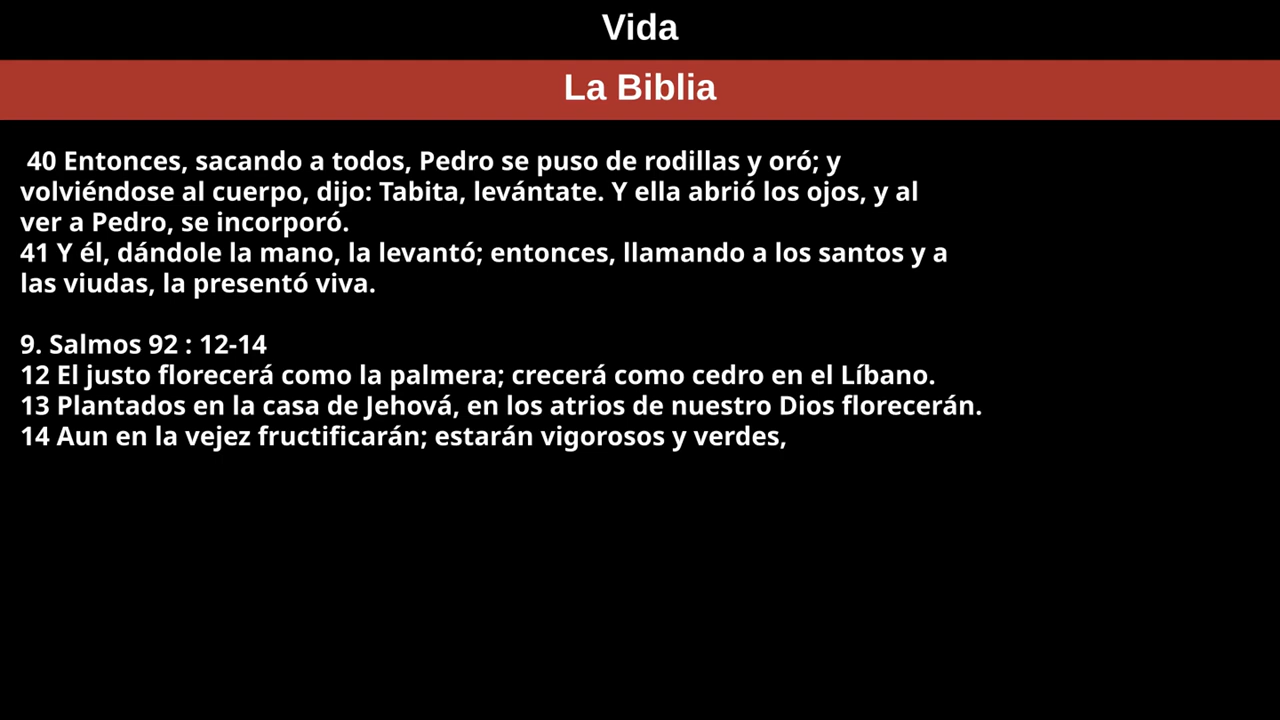 Vida
La Biblia
40 Entonces, sacando a todos, Pedro se puso de rodillas y oró; y
volviéndose al cuerpo, dijo: Tabita, levántate. Y ella abrió los ojos, y al
ver a Pedro, se incorporó.
41 Y él, dándole la mano, la levantó; entonces, llamando a los santos y a
las viudas, la presentó viva.
9. Salmos 92 : 12-14
12 El justo florecerá como la palmera; crecerá como cedro en el Líbano.
13 Plantados en la casa de Jehová, en los atrios de nuestro Dios florecerán.
14 Aun en la vejez fructificarán; estarán vigorosos y verdes,